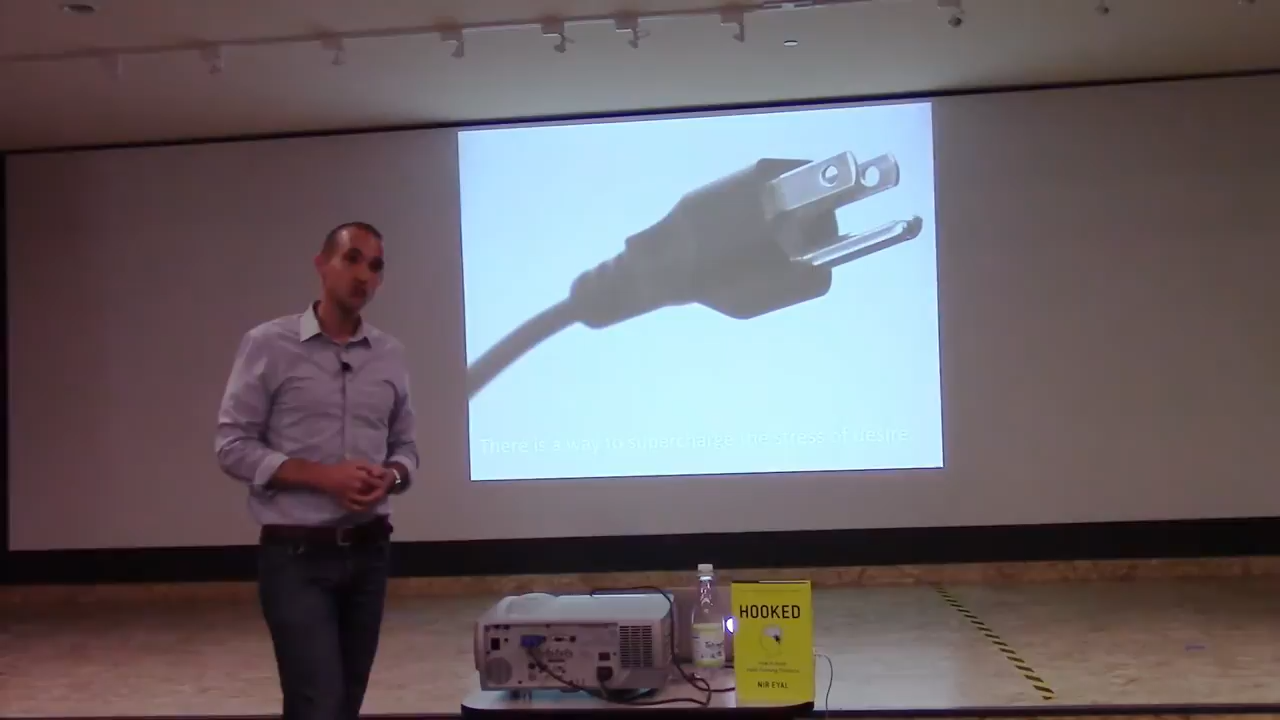 There is a way to supercharge the stress of desire
HOOKED
NIR EYAL